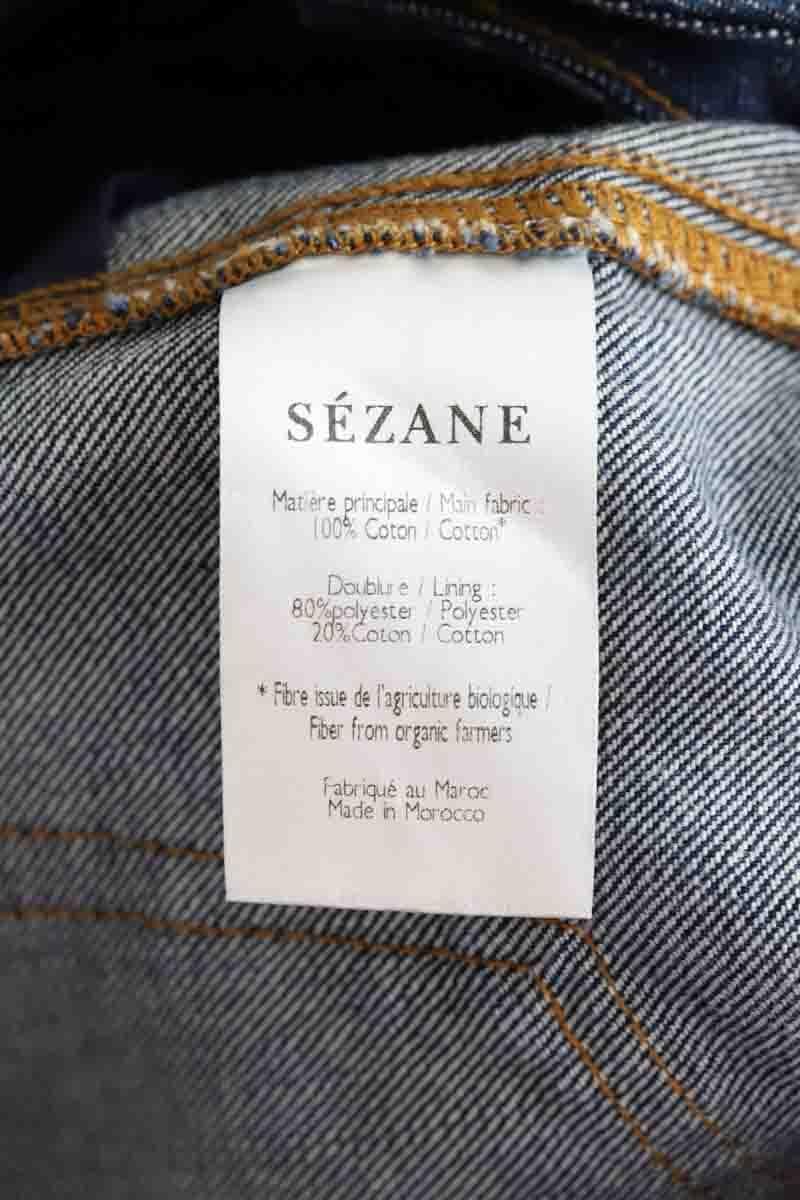 SÉZANE
Matière principale / Main fabric :
100% Coton / Cotton*
Doublure / Lining :
80%polyester / Polyester
20%Coton / Cotton
* Fibre issue de l'agriculture biologique /
Fiber from organic farmers
Fabriqué au Maroc
Made in Morocco